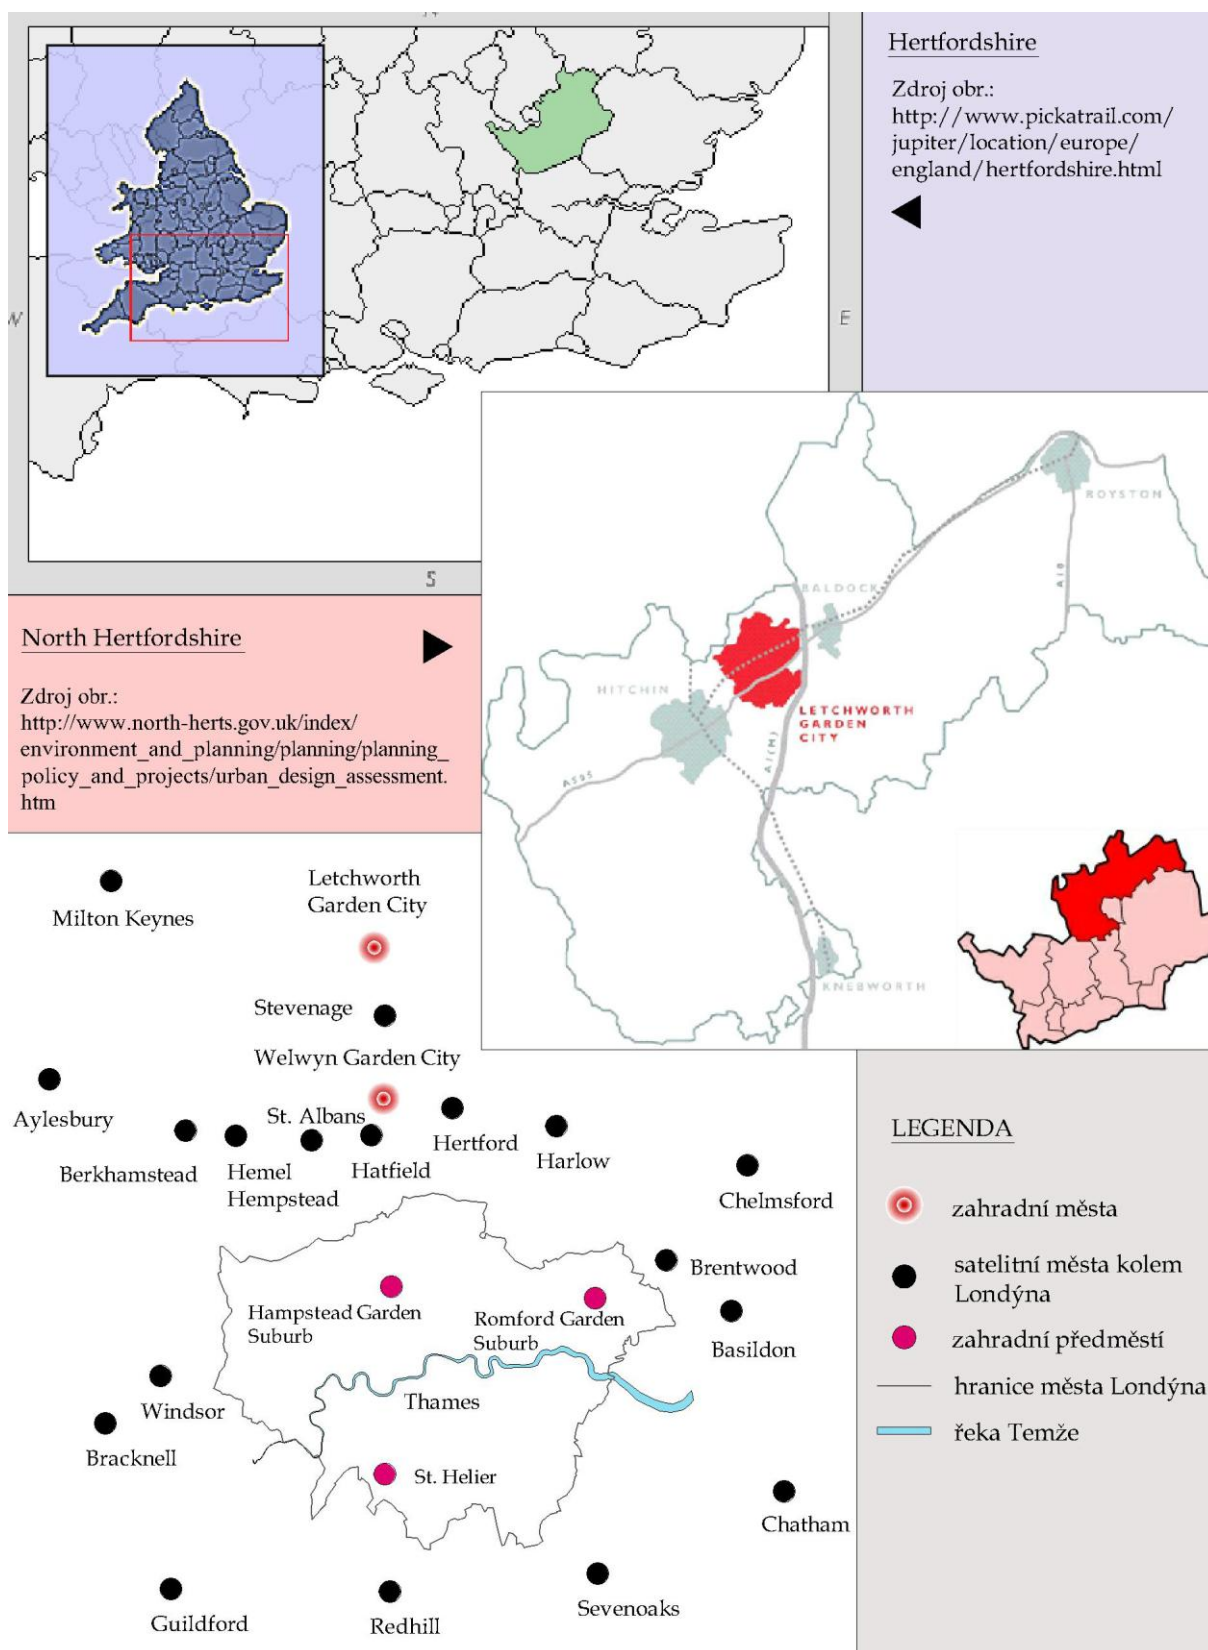 Hertfordshire
Zdroj obr.:
http://www.pickatrail.com/
jupiter/location/europe/
england/hertfordshire.html
W
E
S
ROYSTON
BALDOCK
A10
HITCHIN
LETCHWORTH
GARDEN
CITY
A1(M)
A505
KNEBWORTH
North Hertfordshire
Zdroj obr.:
http://www.north-herts.gov.uk/index/
environment_and_planning/planning/planning_
policy_and_projects/urban_design_assessment.
htm
Milton Keynes
Letchworth
Garden City
Stevenage
Welwyn Garden City
Aylesbury
St. Albans
Berkhamstead
Hemel
Hempstead
Hatfield
Hertford
Harlow
Chelmsford
Brentwood
Hampstead Garden
Suburb
Romford Garden
Suburb
Basildon
Thames
Windsor
Bracknell
St. Helier
Chatham
Guildford
Redhill
Sevenoaks
LEGENDA
zahradní města
satelitní města kolem
Londýna
zahradní předměstí
hranice města Londýna
řeka Temže